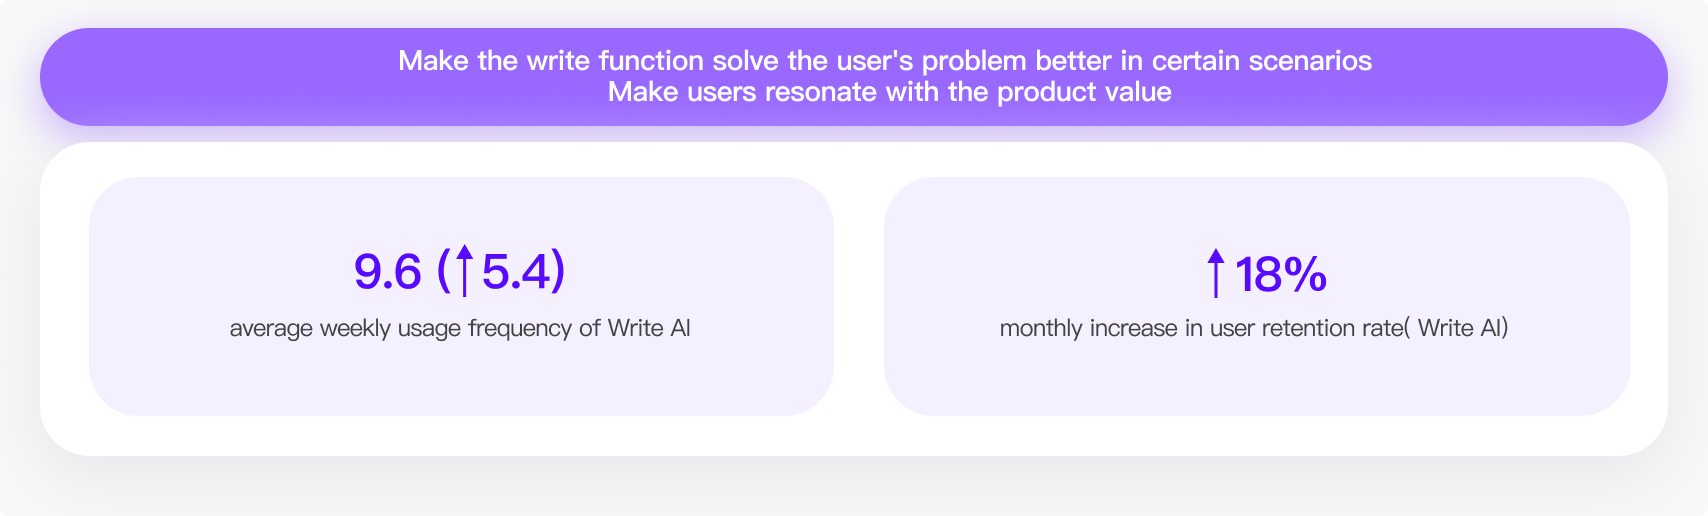 Make the write function solve the user's problem better in certain scenarios
Make users resonate with the product value
9.6 (↑5.4)
average weekly usage frequency of Write AI
↑18%
monthly increase in user retention rate( Write AI)